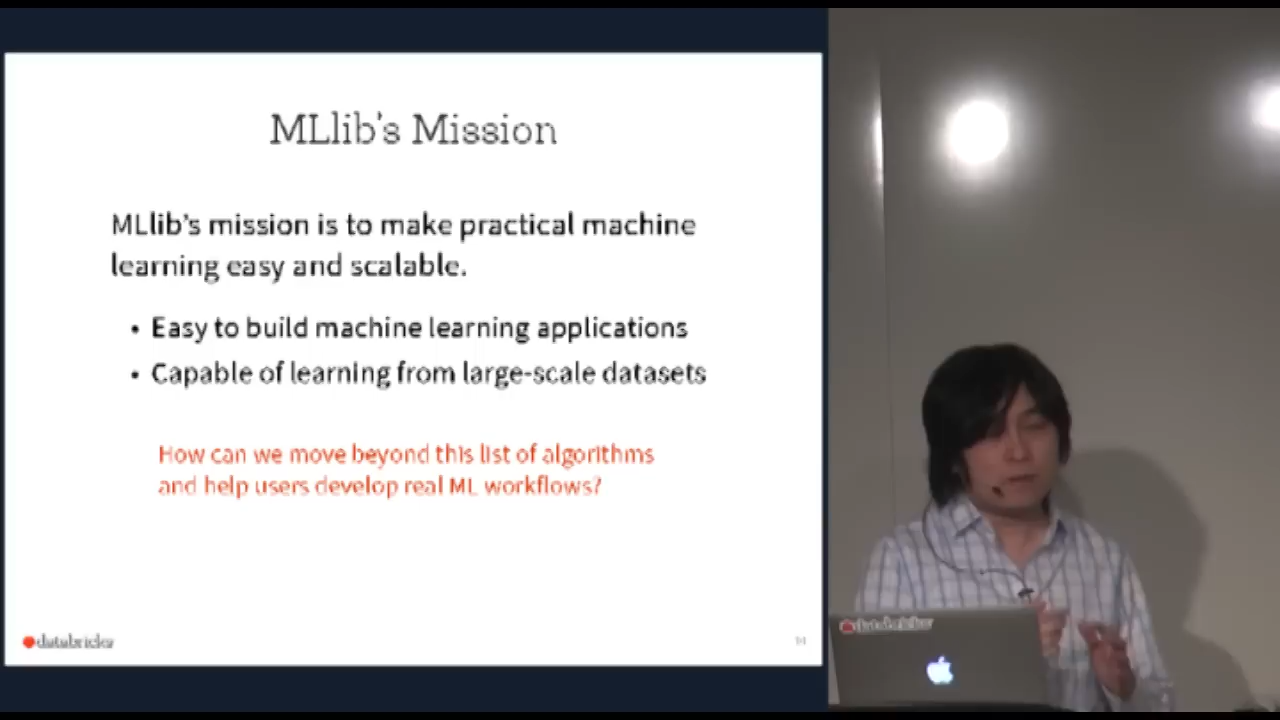 MLlib's Mission
MLlib's mission is to make practical machine
learning easy and scalable.
• Easy to build machine learning applications
• Capable of learning from large-scale datasets
How can we move beyond this list of algorithms
and help users develop real ML workflows?
databricks
databricks